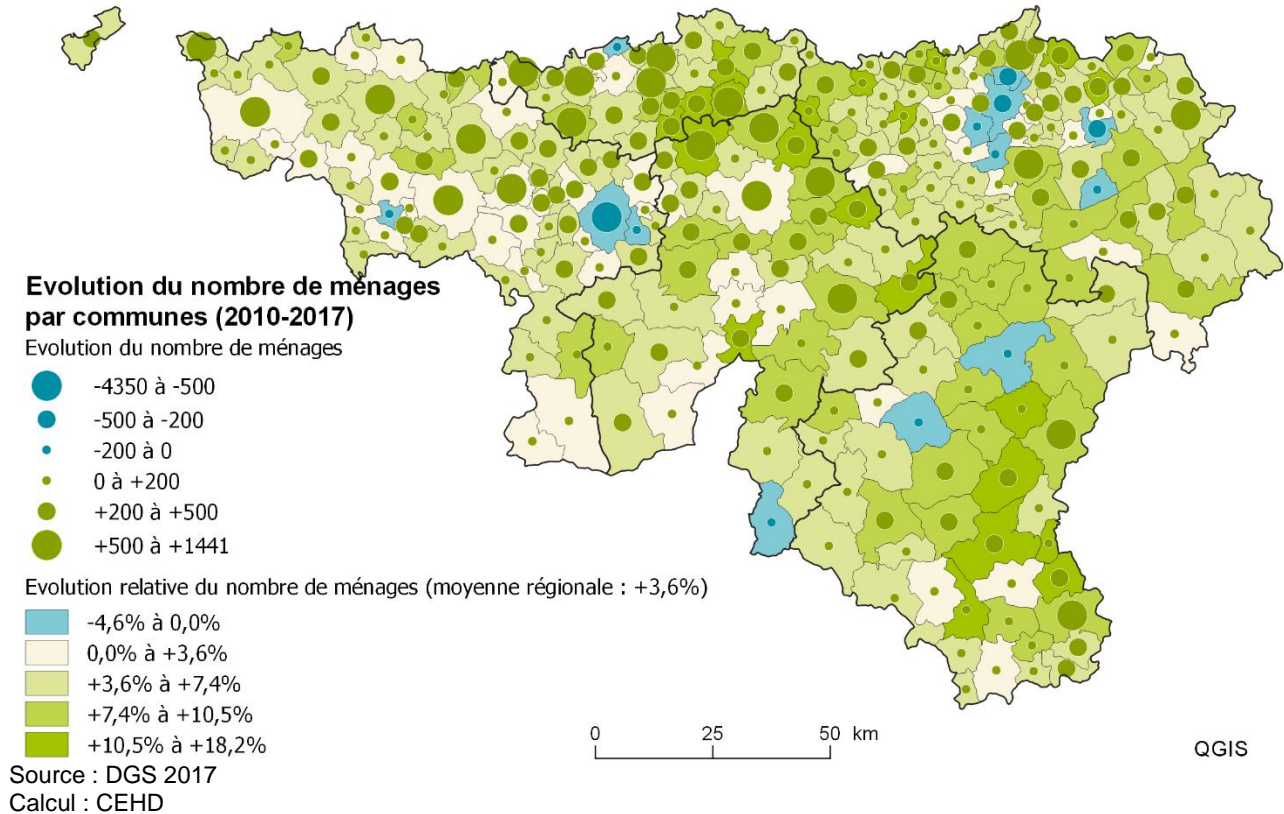 Evolution du nombre de ménages
par communes (2010-2017)
Evolution du nombre de ménages
-4350 à -500
-500 à -200
-200 à 0
0 à +200
+200 à +500
+500 à +1441
Evolution relative du nombre de ménages (moyenne régionale : +3,6%)
-4,6% à 0,0%
0,0% à +3,6%
+3,6% à +7,4%
+7,4% à +10,5%
+10,5% à +18,2%
0 25 50 km
QGIS
Source : DGS 2017
Calcul : CEHD